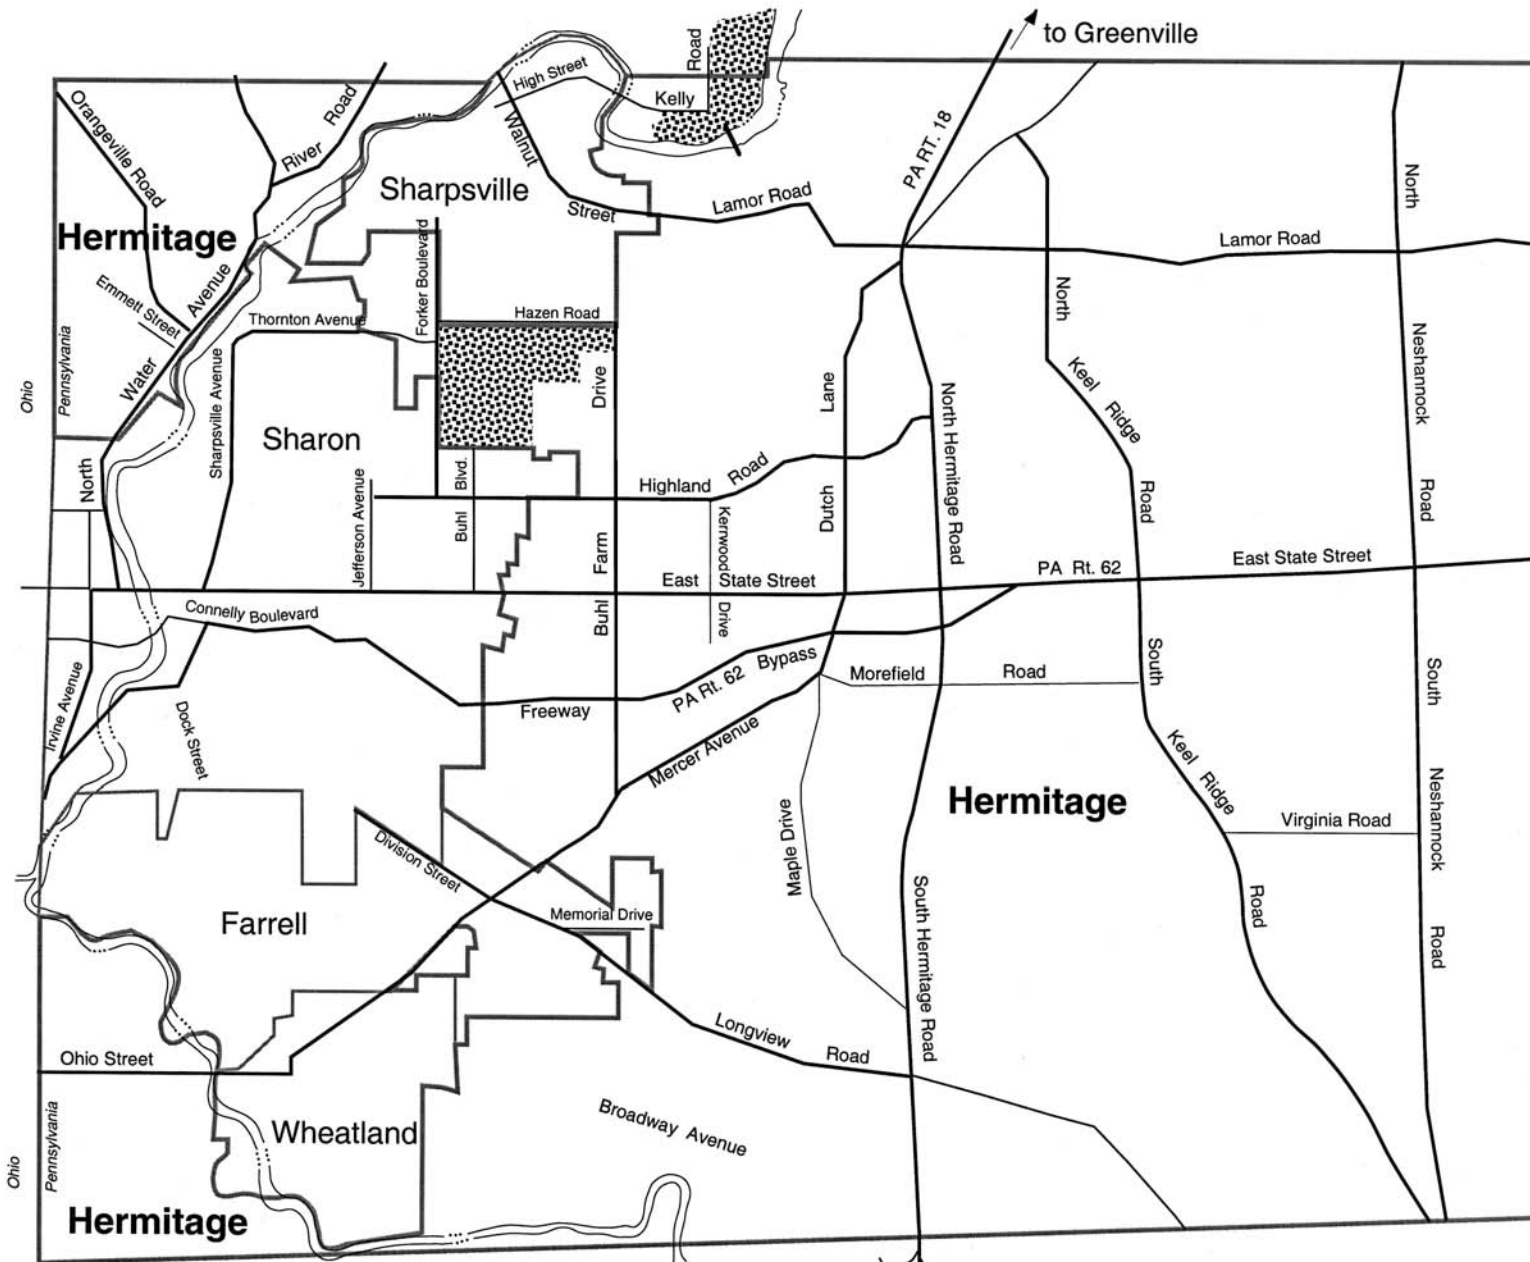 to Greenville
Road
High Street
Kelly
Orangeville Road
River Road
Walnut
Street
PA RT. 18
Sharpsville
Lamor Road
Lamor Road
North
Hermitage
Emmett Street
North Water Avenue
Forker Boulevard
Thornton Avenue
Hazen Road
North
Neshannock
Road
Ohio
Pennsylvania
Sharpsville Avenue
Drive
Lane
North Hermitage Road
Keel Ridge
Road
Sharon
Jefferson Avenue
Buhl Blvd.
Highland Road
Kerrwood
Drive
Dutch
Buhl Farm
East State Street
PA Rt. 62
East State Street
Connelly Boulevard
Irvine Avenue
Dock Street
Freeway
PA Rt. 62 Bypass
Morefield Road
South
South
Mercer Avenue
Keel Ridge
Road
Neshannock
Road
Hermitage
Virginia Road
Maple Drive
Division Street
Farrell
Memorial Drive
South Hermitage Road
Longview Road
Ohio Street
Broadway Avenue
Wheatland
Ohio
Pennsylvania
Hermitage